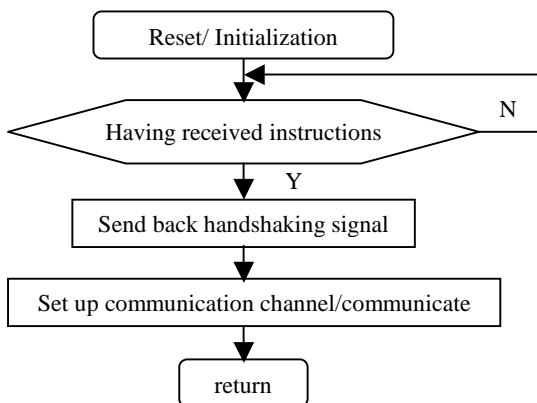 Reset/ Initialization
Having received instructions
N
Y
Send back handshaking signal
Set up communication channel/communicate
return